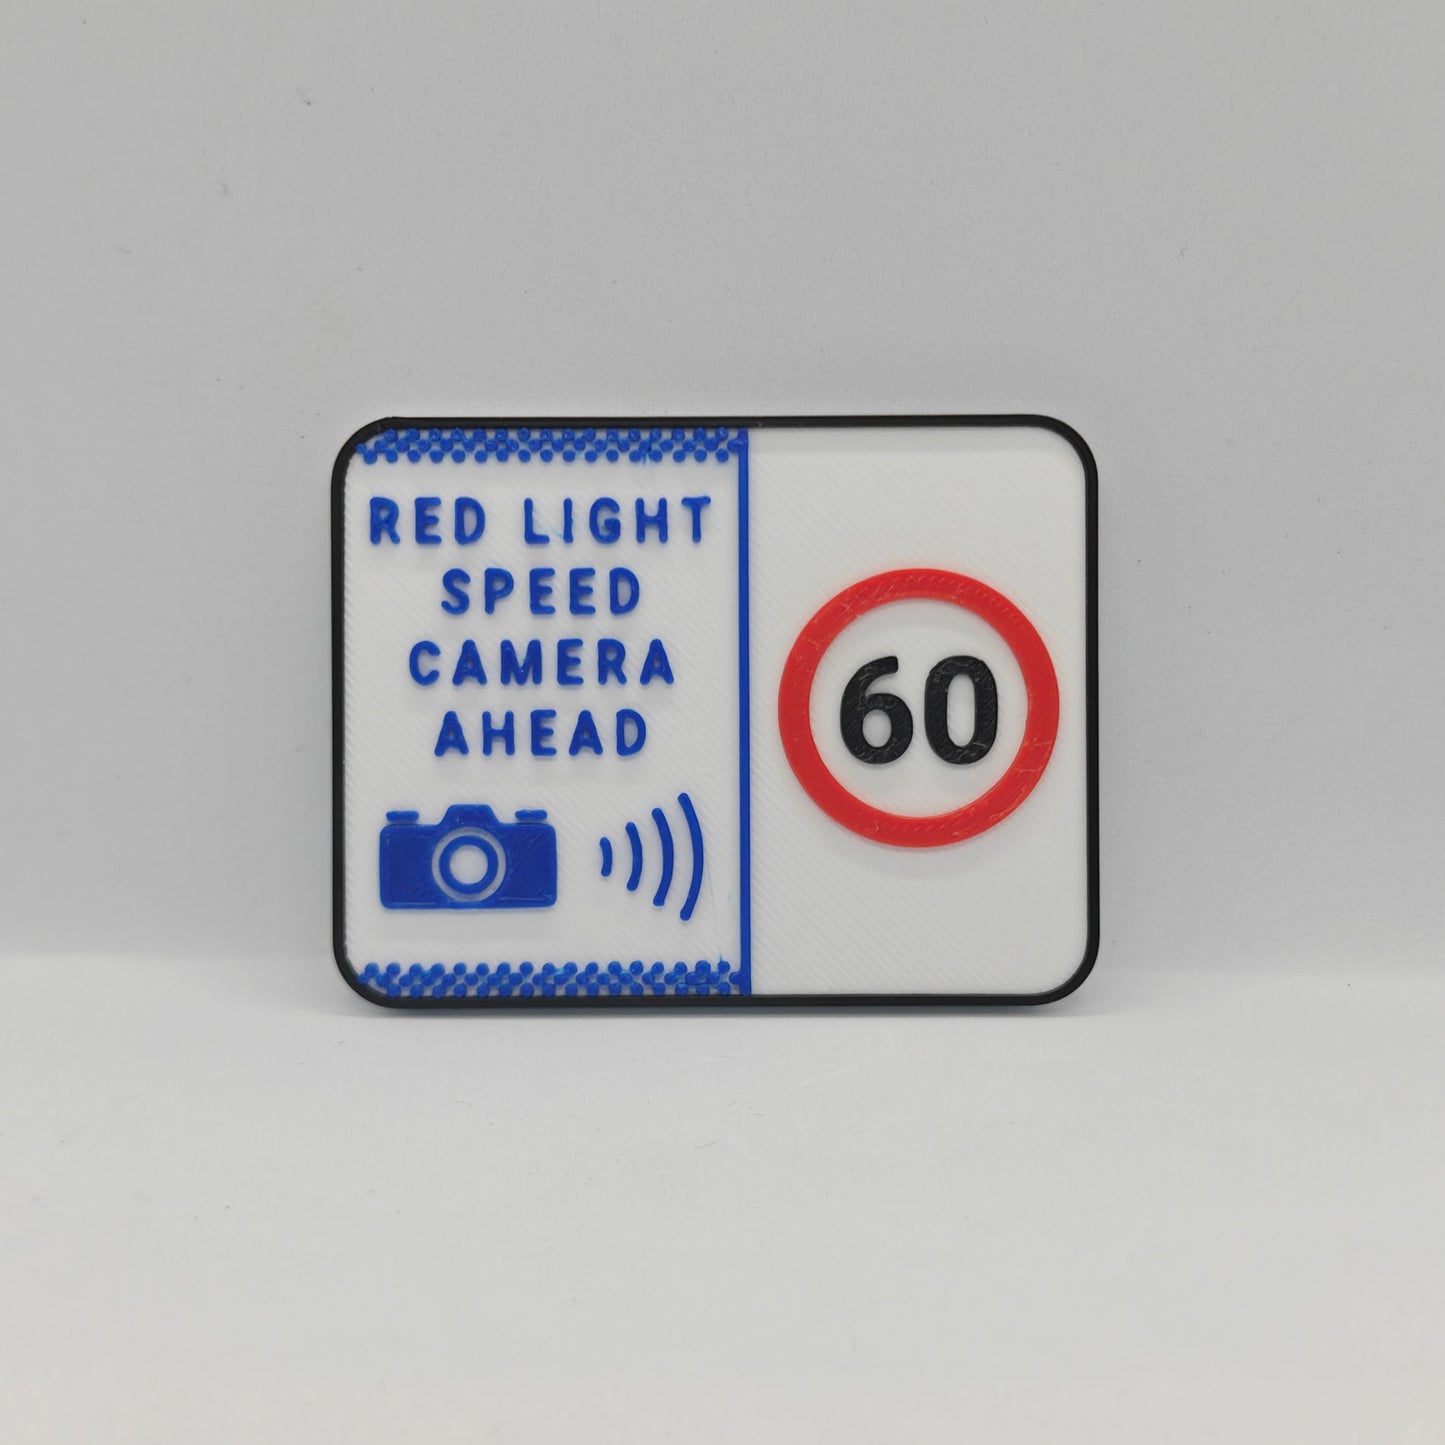 RED LIGHT
SPEED
CAMERA
AHEAD
60